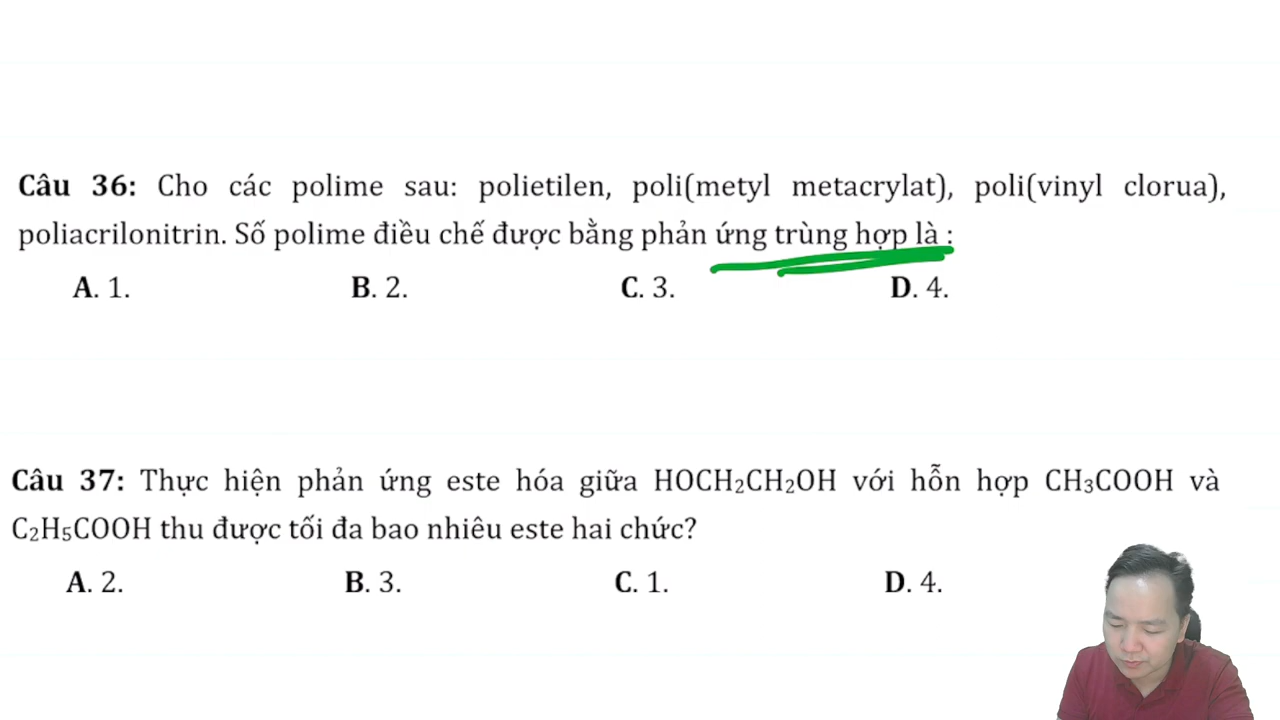 Câu 36: Cho các polime sau: polietilen, poli(metyl metacrylat), poli(vinyl clorua),
poliacrilonitrin. Số polime điều chế được bằng phản ứng trùng hợp là :
A. 1. B. 2. C. 3. D. 4.
Câu 37: Thực hiện phản ứng este hóa giữa HOCH₂CH₂OH với hỗn hợp CH₃COOH và
C₂H₅COOH thu được tối đa bao nhiêu este hai chức?
A. 2. B. 3. C. 1. D. 4.